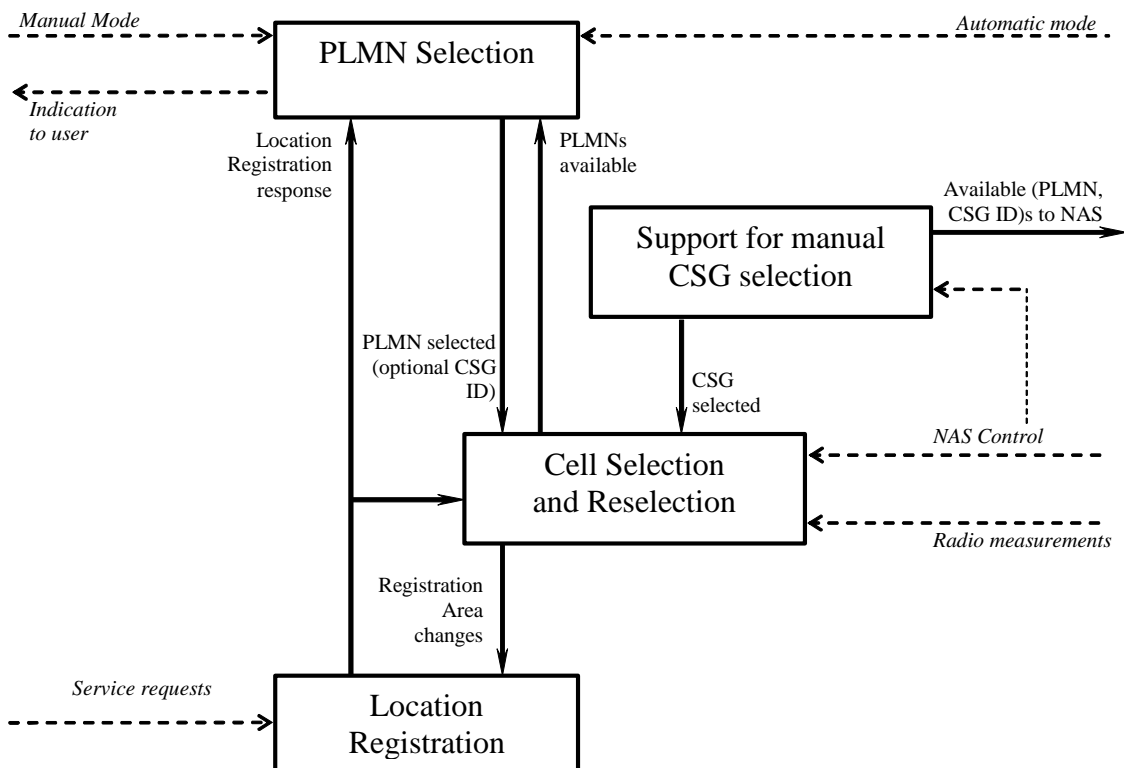 Manual Mode
Automatic mode
PLMN Selection
Indication
to user
Location
Registration
response
PLMNs
available
Available (PLMN,
CSG ID)s to NAS
Support for manual
CSG selection
PLMN selected
(optional CSG
ID)
CSG
selected
NAS Control
Cell Selection
and Reselection
Radio measurements
Registration
Area
changes
Service requests
Location
Registration